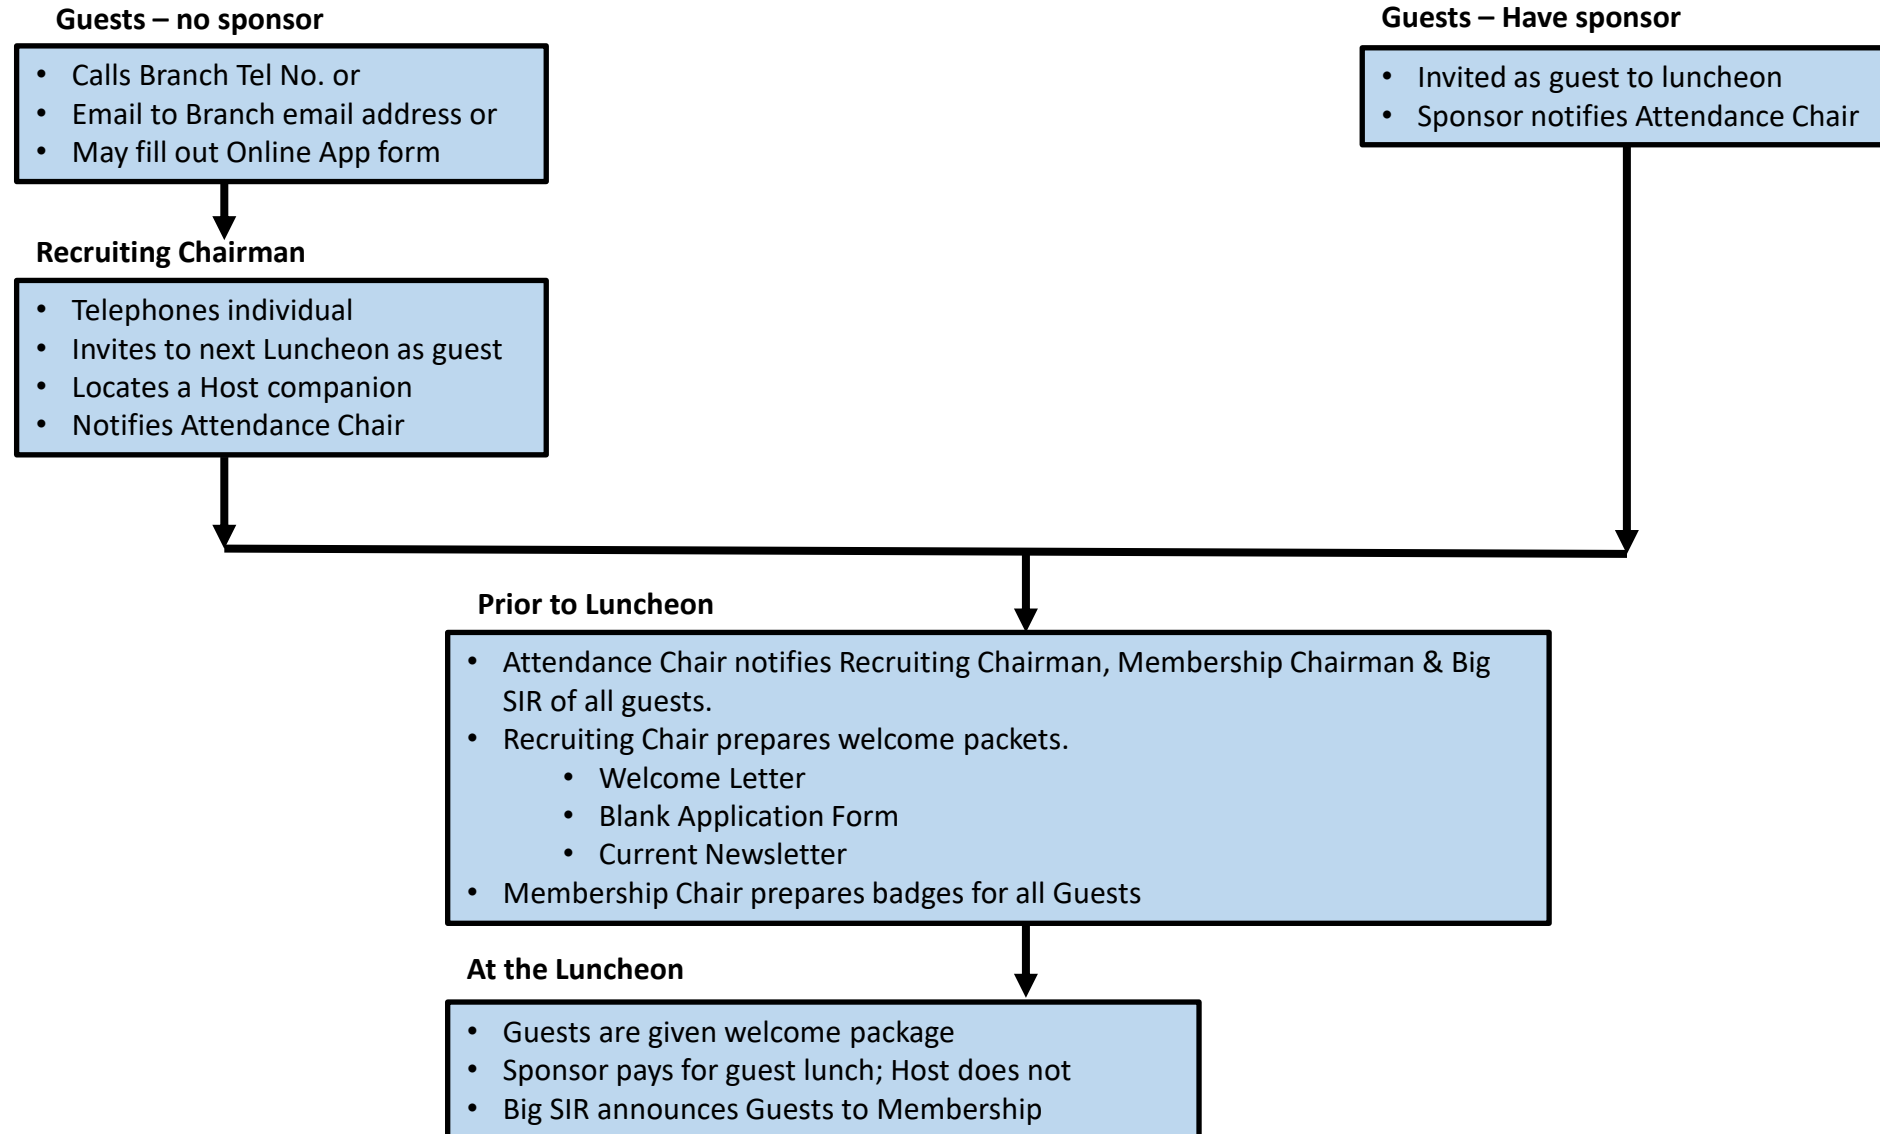 Guests – no sponsor
• Calls Branch Tel No. or
• Email to Branch email address or
• May fill out Online App form
Guests – Have sponsor
• Invited as guest to luncheon
• Sponsor notifies Attendance Chair
Recruiting Chairman
• Telephones individual
• Invites to next Luncheon as guest
• Locates a Host companion
• Notifies Attendance Chair
Prior to Luncheon
• Attendance Chair notifies Recruiting Chairman, Membership Chairman & Big
SIR of all guests.
• Recruiting Chair prepares welcome packets.
• Welcome Letter
• Blank Application Form
• Current Newsletter
• Membership Chair prepares badges for all Guests
At the Luncheon
• Guests are given welcome package
• Sponsor pays for guest lunch; Host does not
• Big SIR announces Guests to Membership